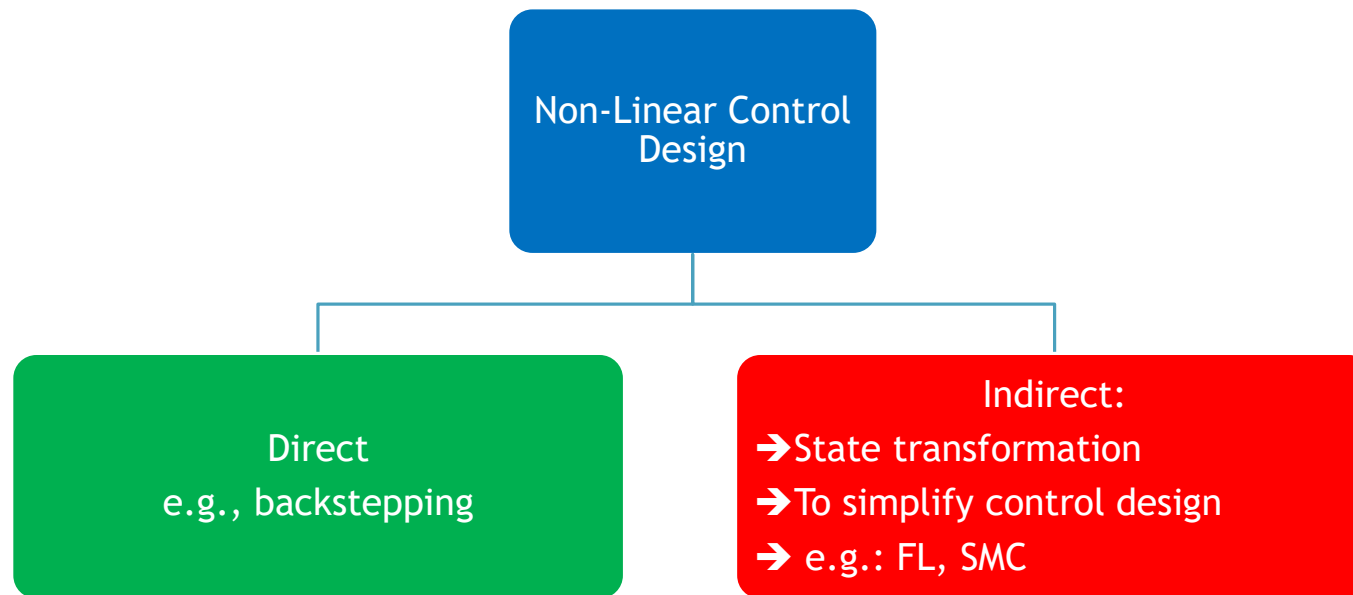 Non-Linear Control
Design
Direct
e.g., backstepping
Indirect:
➔State transformation
➔To simplify control design
➔ e.g.: FL, SMC